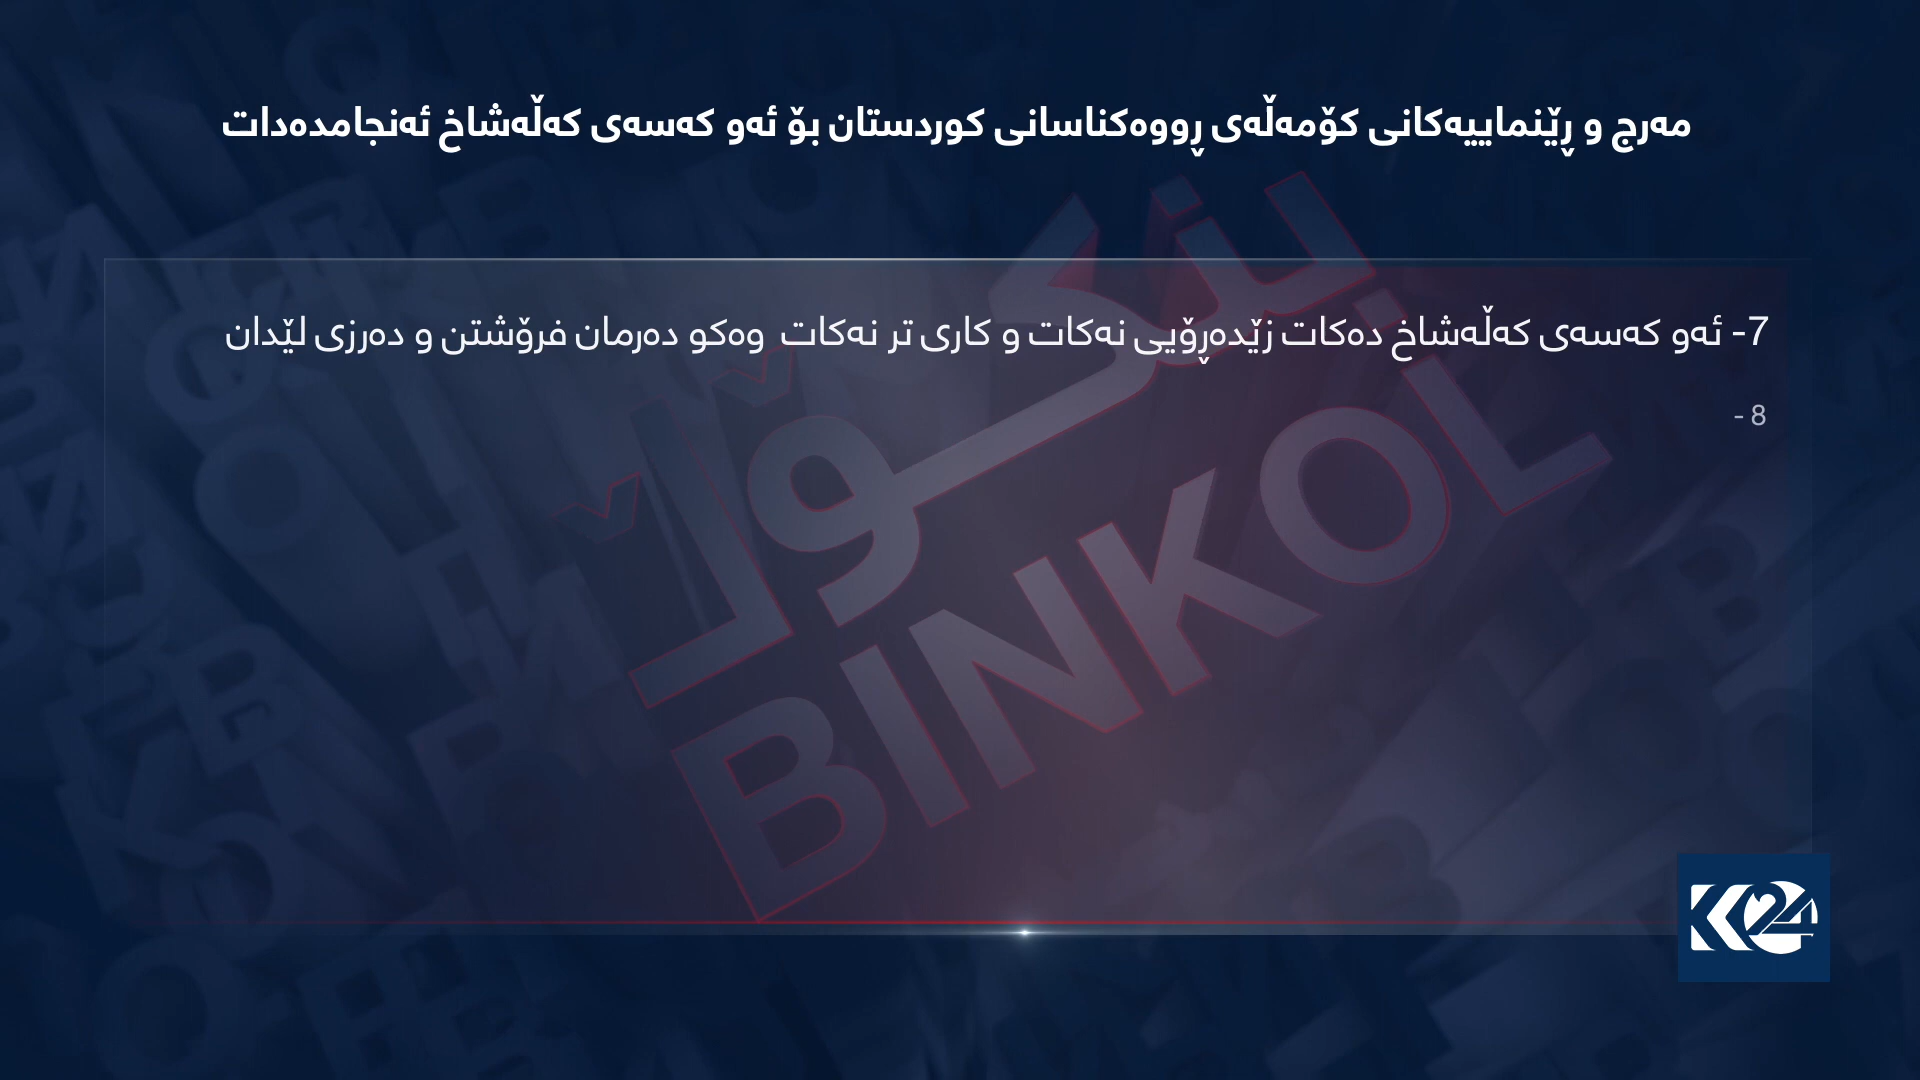 مەرج و ڕێنماییەکانی کۆمەڵەی ڕووەکناسانی کوردستان بۆ ئەو کەسەی کەڵەشاخ ئەنجامدەدات
7- ئەو کەسەی کەڵەشاخ دەکات زێدەڕۆیی نەکات و کاری تر نەکات وەکو دەرمان فرۆشتن و دەرزی لێدان
8 -
بنکۆڵ
BINKOL
K24